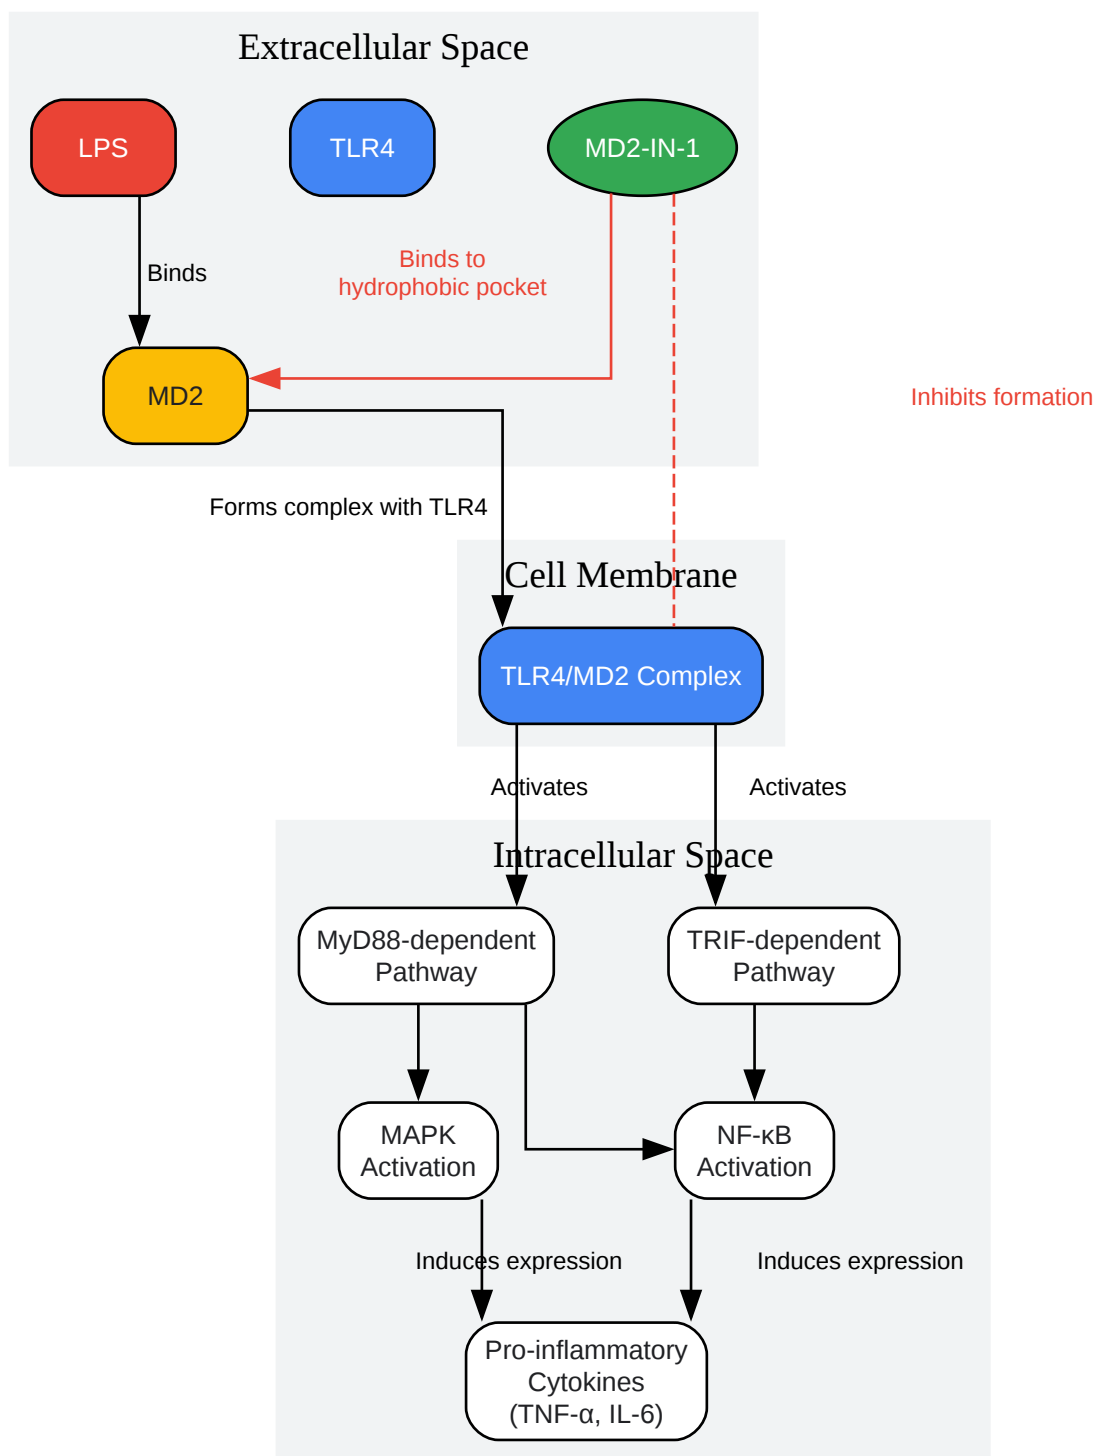 Extracellular Space
LPS
TLR4
MD2-IN-1
Binds
Binds to
hydrophobic pocket
MD2
Inhibits formation
Forms complex with TLR4
Cell Membrane
TLR4/MD2 Complex
Activates
Activates
Intracellular Space
MyD88-dependent
Pathway
TRIF-dependent
Pathway
MAPK
Activation
NF-κB
Activation
Induces expression
Induces expression
Pro-inflammatory
Cytokines
(TNF-α, IL-6)